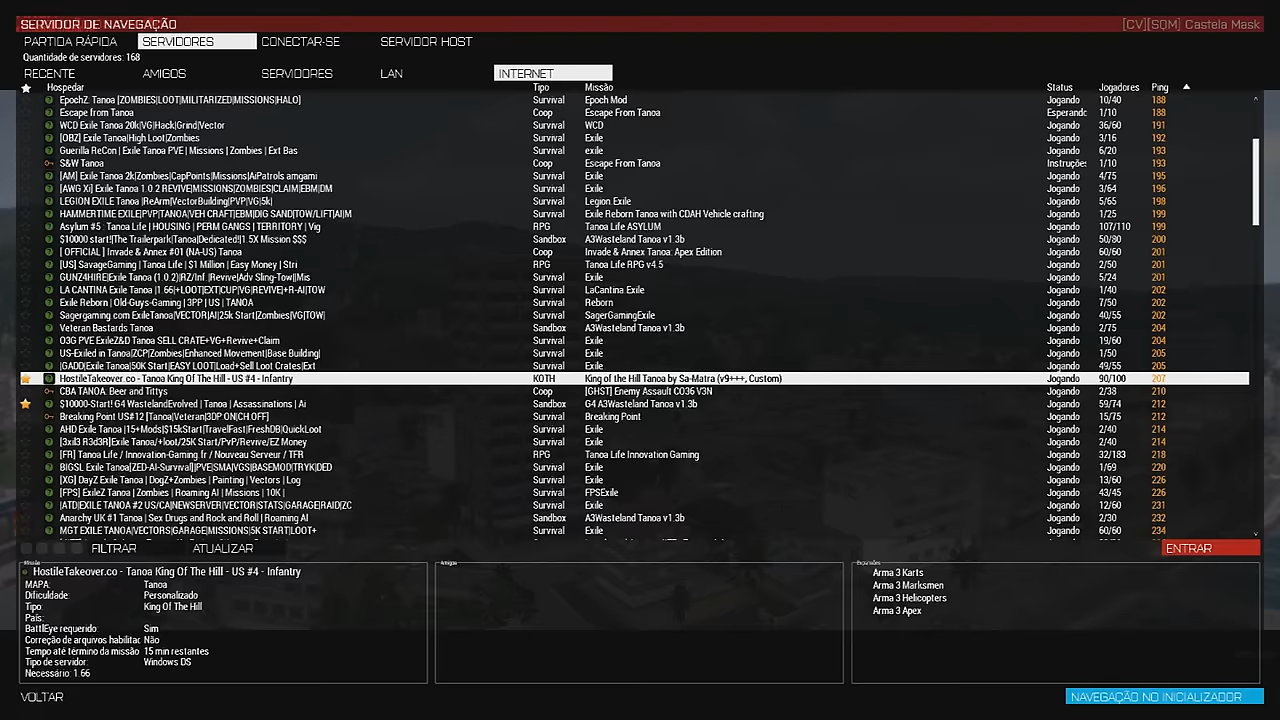 SERVIDOR DE NAVEGAÇÃO [CV][SQM] Castela Mask
PARTIDA RÁPIDA SERVIDORES CONECTAR-SE SERVIDOR HOST
Quantidade de servidores: 168
RECENTE AMIGOS SERVIDORES LAN INTERNET
Hospedar Tipo Missão Status Jogadores Ping
EpochZ. Tanoa [ZOMBIES|LOOT|MILITARIZED|MISSIONS|HALO] Survival Epoch Mod Jogando 10/40 188
Escape from Tanoa Coop Escape From Tanoa Esperando 1/10 188
WCD Exile Tanoa 20k|VG|Hack|Grind|Vector Survival WCD Jogando 36/60 191
[OBZ] Exile Tanoa|High Loot|Zombies Survival Exile Jogando 3/16 192
Guerilla ReCon | Exile Tanoa PVE | Missions | Zombies | Ext Bas Survival exile Jogando 6/20 193
S&W Tanoa Coop Escape From Tanoa Instruções 1/10 193
[AM] Exile Tanoa 2k|Zombies|CapPoints|Missions|AiPatrols amgami Survival Exile Jogando 4/75 195
[AWG Xi] Exile Tanoa 1 0 2 REVIVE|MISSIONS|ZOMBIES|CLAIM|EBM|DM Survival Exile Jogando 3/64 196
LEGION EXILE Tanoa |ReArm|VectorBuilding|PVP|VG|5k| Survival Legion Exile Jogando 5/65 198
HAMMERTIME EXILE|PVP|TANOA|VEH CRAFT|EBM|DIG SAND|TOW/LIFT|AI|M Survival Exile Reborn Tanoa with CDAH Vehicle crafting Jogando 1/25 199
Asylum #5 : Tanoa Life | HOUSING | PERM GANGS | TERRITORY | Vig RPG Tanoa Life ASYLUM Jogando 107/110 199
$10000 start!|The Trailerpark|Tanoa|Dedicated!|1.5X Mission $$$ Sandbox A3Wasteland Tanoa v1.3b Jogando 50/80 200
[ OFFICIAL ] Invade & Annex #01 (NA-US) Tanoa Coop Invade & Annex Tanoa: Apex Edition Jogando 60/60 201
[US] SavageGaming | Tanoa Life | $1 Million | Easy Money | Stri RPG Tanoa Life RPG v4.5 Jogando 2/50 201
GUNZ4HIRE|Exile Tanoa (1.0.2)|RZ/Inf.|Revive|Adv Sling-Tow||Mis Survival Exile Jogando 5/24 201
LA CANTINA EXILE Tanoa | 1.66|+LOOT|EXT|CUP|VG|REVIVE|+R-AI|TOW Survival LaCantina Exile Jogando 1/40 202
Exile Reborn | Old-Guys-Gaming | 3PP | US | TANOA Survival Reborn Jogando 7/50 202
Sagergaming com ExileTanoa|VECTOR|AI|25k Start|Zombies|VG|TOW| Survival SagerGamingExile Jogando 40/55 202
Veteran Bastards Tanoa Sandbox A3Wasteland Tanoa v1.3b Jogando 2/75 204
O3G PVE ExileZ&D Tanoa SELL CRATE+VG+Revive+Claim Survival Exile Jogando 19/60 204
US-Exiled in Tanoa|ZCP|Zombies|Enhanced Movement|Base Building| Survival Exile Jogando 1/50 205
|GADD|Exile Tanoa|50K Start|EASY LOOT|Load+Sell Loot Crates|Ext Survival Exile Jogando 49/55 205
HostileTakeover.co - Tanoa King Of The Hill - US #4 - Infantry KOTH King of the Hill Tanoa by Sa-Matra (v9+++, Custom) Jogando 90/100 207
CBA TANOA: Beer and Tittys Coop [GHST] Enemy Assault CO36 V3N Jogando 2/38 210
$10000-Start! G4 Wasteland|Evolved | Tanoa | Assassinations | Ai Sandbox G4 A3Wasteland Tanoa v1.3b Jogando 59/74 212
Breaking Point US#12 [Tanoa|Veteran|3DP ON|CH OFF] Survival Breaking Point Jogando 15/75 212
AHD Exile Tanoa |15+Mods|$15kStart|TravelFast|FreshDB|QuickLoot Survival Exile Jogando 2/40 214
[3xil3 R3d3R]Exile Tanoa/+loot/25K Start/PvP/Revive/EZ Money Survival Exile Jogando 2/40 214
[FR] Tanoa Life / Innovation-Gaming.fr / Nouveau Serveur / TFR RPG Tanoa Life Innovation Gaming Jogando 32/183 218
BIGSL Exile Tanoa[ZED-AI-Survival]|PVE|SMA|VGS|BASEMOD|TRYK|DED Survival Exile Jogando 1/69 220
[XG] DayZ Exile Tanoa | DogZ+Zombies | Painting | Vectors | Log Survival Exile Jogando 13/60 226
[FPS] ExileZ Tanoa | Zombies | Roaming AI | Missions | 10K | Survival FPSExile Jogando 43/45 226
|ATD|EXILE TANOA #2 US/CA|NEWSERVER|VECTOR|STATS|GARAGE|RAID|ZC Survival Exile Jogando 12/60 231
Anarchy UK #1 Tanoa | Sex Drugs and Rock and Roll | Roaming AI Sandbox A3Wasteland Tanoa v1.3b Jogando 2/30 232
MGT EXILE TANOA|VECTORS|GARAGE|MISSIONS|5K START|LOOT+ Survival Exile Jogando 60/60 234
FILTRAR ATUALIZAR ENTRAR
Missão Amigos Expansões
HostileTakeover.co - Tanoa King Of The Hill - US #4 - Infantry
MAPA: Tanoa
Dificuldade: Personalizado
Tipo: King Of The Hill
País:
BattlEye requerido Sim
Correção de arquivos habilitac Não
Tempo até término da missão 15 min restantes
Tipo de servidor: Windows DS
Necessário: 1.66
Arma 3 Karts
Arma 3 Marksmen
Arma 3 Helicopters
Arma 3 Apex
VOLTAR NAVEGAÇÃO NO INICIALIZADOR